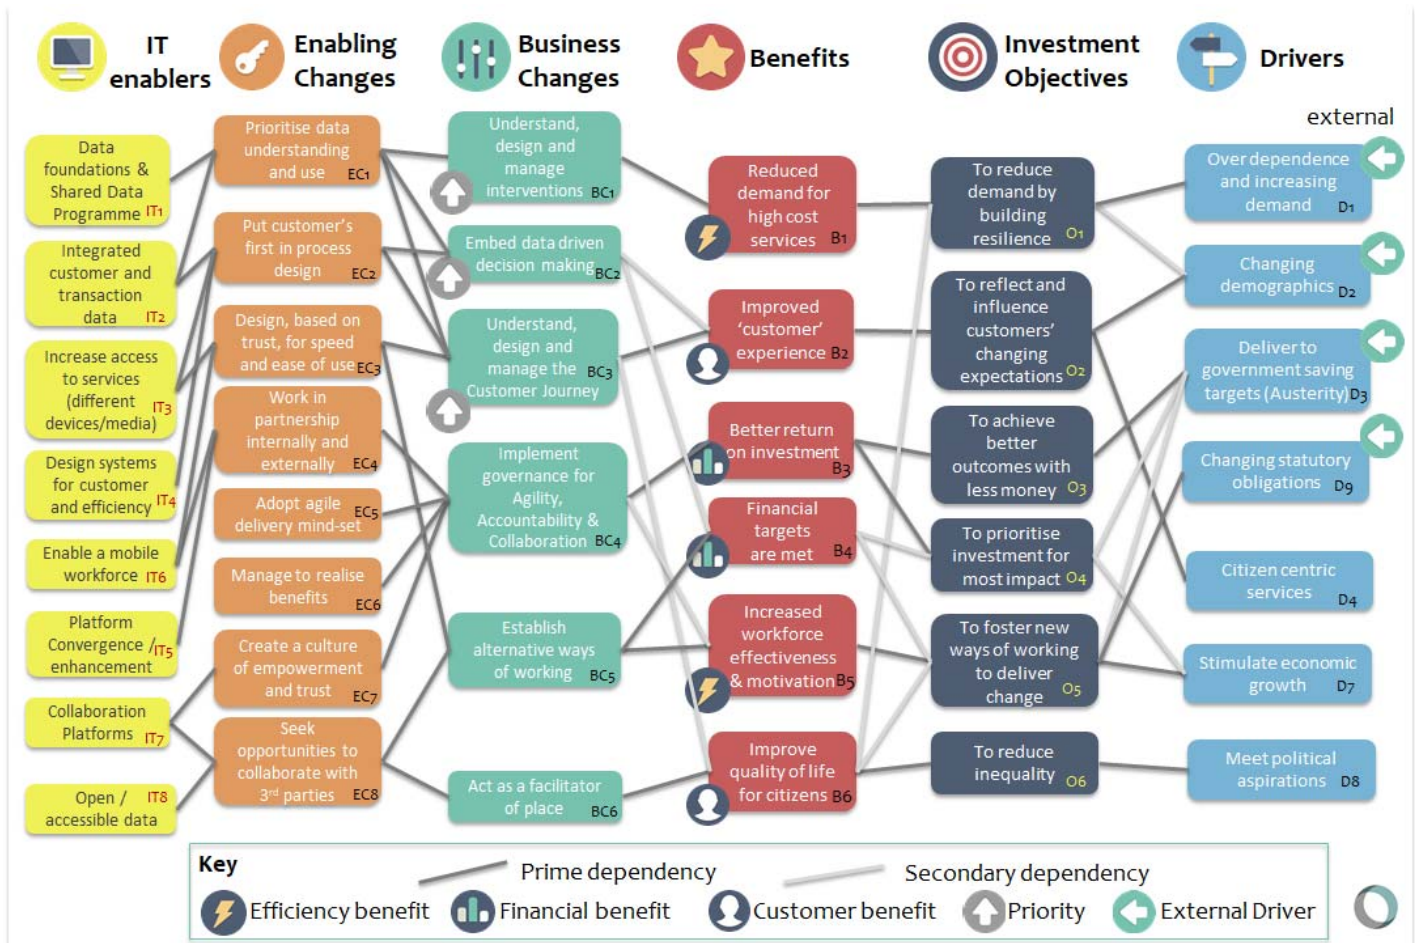 IT
enablers
Enabling
Changes
Business
Changes
Benefits
Investment
Objectives
Drivers
external
Data
foundations &
Shared Data
Programme IT1
Integrated
customer and
transaction
data IT2
Increase access
to services
(different IT3
devices/media)
Design systems
for customer
and efficiency IT4
Enable a mobile
workforce IT6
Platform
Convergence / IT5
enhancement
Collaboration
Platforms IT7
Open / IT8
accessible data
Prioritise data
understanding
and use EC1
Put customer's
first in process
design EC2
Design, based on
trust, for speed
and ease of use EC3
Work in
partnership
internally and
externally EC4
Adopt agile EC5
delivery mind-set
Manage to realise
benefits EC6
Create a culture
of empowerment
and trust EC7
Seek
opportunities to
collaborate with
3rd parties EC8
Understand,
design and
manage
interventions BC1
Embed data driven
decision making BC2
Understand,
design and
manage the BC3
Customer Journey
Implement
governance for
Agility,
Accountability &
Collaboration BC4
Establish
alternative ways
of working BC5
Act as a facilitator
of place BC6
Reduced
demand for
high cost
services B1
Improved
'customer'
experience B2
Better return
on investment
B3
Financial
targets
are met B4
Increased
workforce
effectiveness
& motivation B5
Improve
quality of life
for citizens B6
To reduce
demand by
building
resilience O1
To reflect and
influence
customers'
changing
expectations O2
To achieve
better
outcomes with
less money O3
To prioritise
investment for
most impact O4
To foster new
ways of working
to deliver
change O5
To reduce
inequality O6
Over dependence
and increasing
demand D1
Changing
demographics D2
Deliver to
government saving
targets (Austerity) D3
Changing statutory
obligations D9
Citizen centric
services
D4
Stimulate economic
growth D7
Meet political
aspirations D8
Key
Prime dependency
Secondary dependency
Efficiency benefit
Financial benefit
Customer benefit
Priority
External Driver